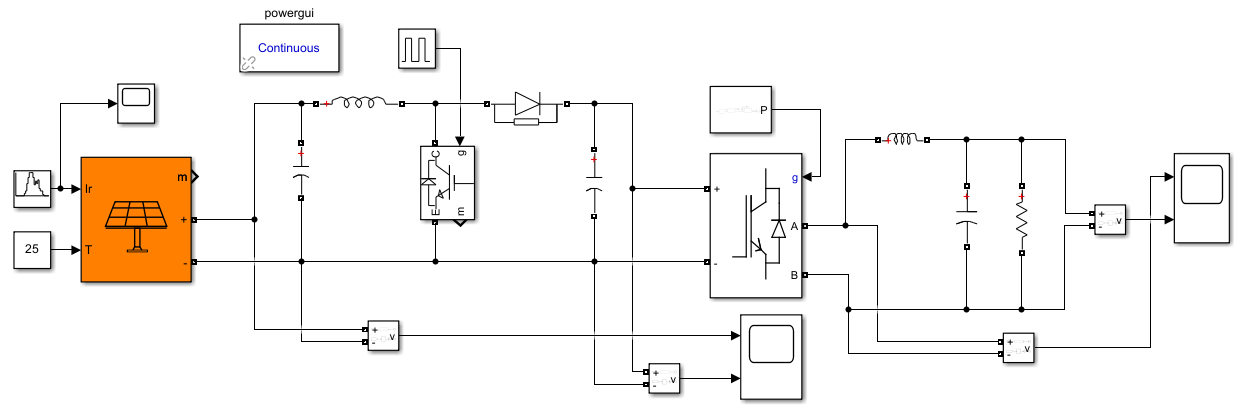 powergui
Continuous
g
C
E
m
P
m
Ir
+
-
T
25
g
+
-
A
B
+
-
v
+
-
v
+
-
v
+
-
v